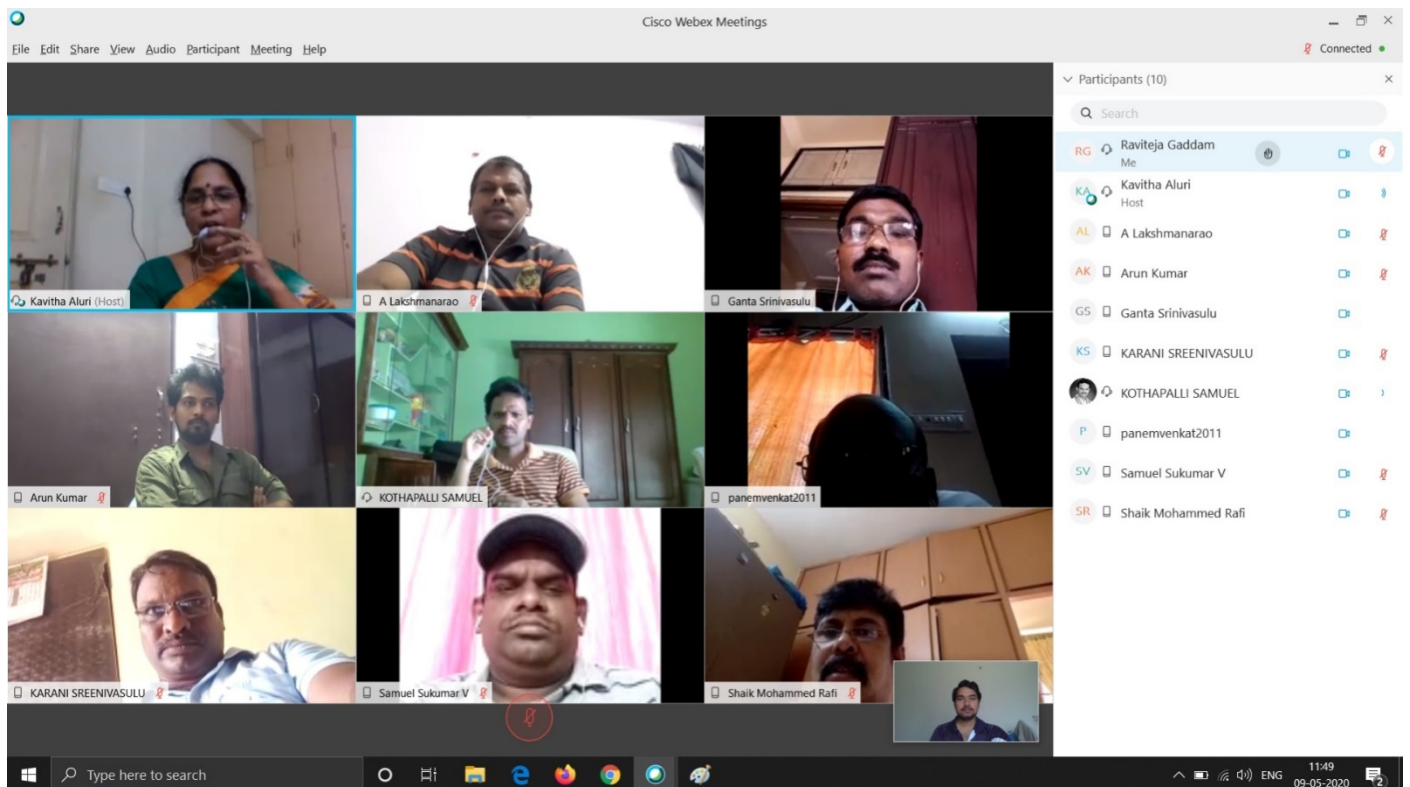 Cisco Webex Meetings
File Edit Share View Audio Participant Meeting Help
Connected
Kavitha Aluri (Host)
A Lakshmanarao
Ganta Srinivasulu
Arun Kumar
KOTHAPALLI SAMUEL
panemvenkat2011
KARANI SREENIVASULU
Samuel Sukumar V
Shaik Mohammed Rafi
Participants (10)
Search
RG Raviteja Gaddam
Me
KA Kavitha Aluri
Host
AL A Lakshmanarao
AK Arun Kumar
GS Ganta Srinivasulu
KS KARANI SREENIVASULU
KOTHAPALLI SAMUEL
P panemvenkat2011
SV Samuel Sukumar V
SR Shaik Mohammed Rafi
Type here to search
ENG
11:49
09-05-2020
2